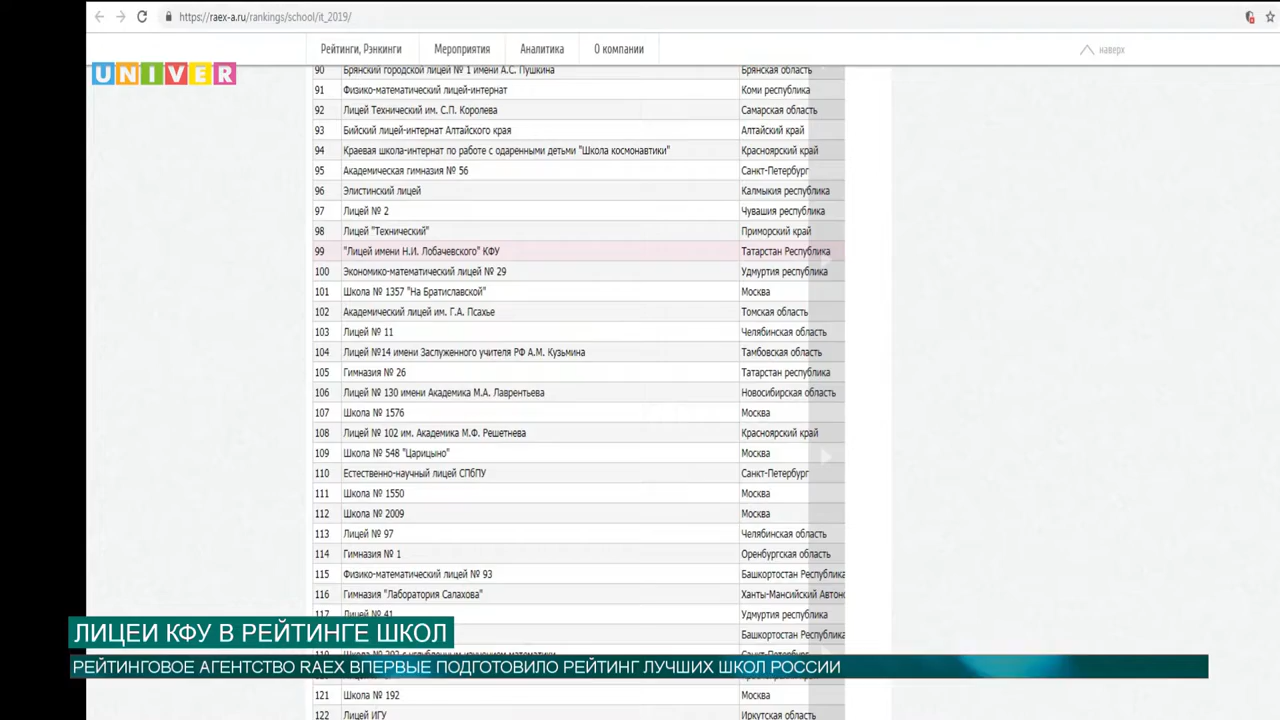 https://raex-a.ru/rankings/school/it_2019/
Рейтинги, Рэнкинги Мероприятия Аналитика О компании наверх
UNIVER
90 Брянский городской лицей № 1 имени А.С. Пушкина Брянская область
91 Физико-математический лицей-интернат Коми республика
92 Лицей Технический им. С.П. Королева Самарская область
93 Бийский лицей-интернат Алтайского края Алтайский край
94 Краевая школа-интернат по работе с одаренными детьми "Школа космонавтики" Красноярский край
95 Академическая гимназия № 56 Санкт-Петербург
96 Элистинский лицей Калмыкия республика
97 Лицей № 2 Чувашия республика
98 Лицей "Технический" Приморский край
99 "Лицей имени Н.И. Лобачевского" КФУ Татарстан Республика
100 Экономико-математический лицей № 29 Удмуртия республика
101 Школа № 1357 "На Братиславской" Москва
102 Академический лицей им. Г.А. Псахье Томская область
103 Лицей № 11 Челябинская область
104 Лицей №14 имени Заслуженного учителя РФ А.М. Кузьмина Тамбовская область
105 Гимназия № 26 Татарстан республика
106 Лицей № 130 имени Академика М.А. Лаврентьева Новосибирская область
107 Школа № 1576 Москва
108 Лицей № 102 им. Академика М.Ф. Решетнева Красноярский край
109 Школа № 548 "Царицыно" Москва
110 Естественно-научный лицей СПбПУ Санкт-Петербург
111 Школа № 1550 Москва
112 Школа № 2009 Москва
113 Лицей № 97 Челябинская область
114 Гимназия № 1 Оренбургская область
115 Физико-математический лицей № 93 Башкортостан Республика
116 Гимназия "Лаборатория Салахова" Ханты-Мансийский Автоно
117 Лицей № 41 Удмуртия республика
Башкортостан Республика
ЛИЦЕИ КФУ В РЕЙТИНГЕ ШКОЛ
РЕЙТИНГОВОЕ АГЕНТСТВО RAEX ВПЕРВЫЕ ПОДГОТОВИЛО РЕЙТИНГ ЛУЧШИХ ШКОЛ РОССИИ
121 Школа № 192 Москва
122 Лицей ИГУ Иркутская область